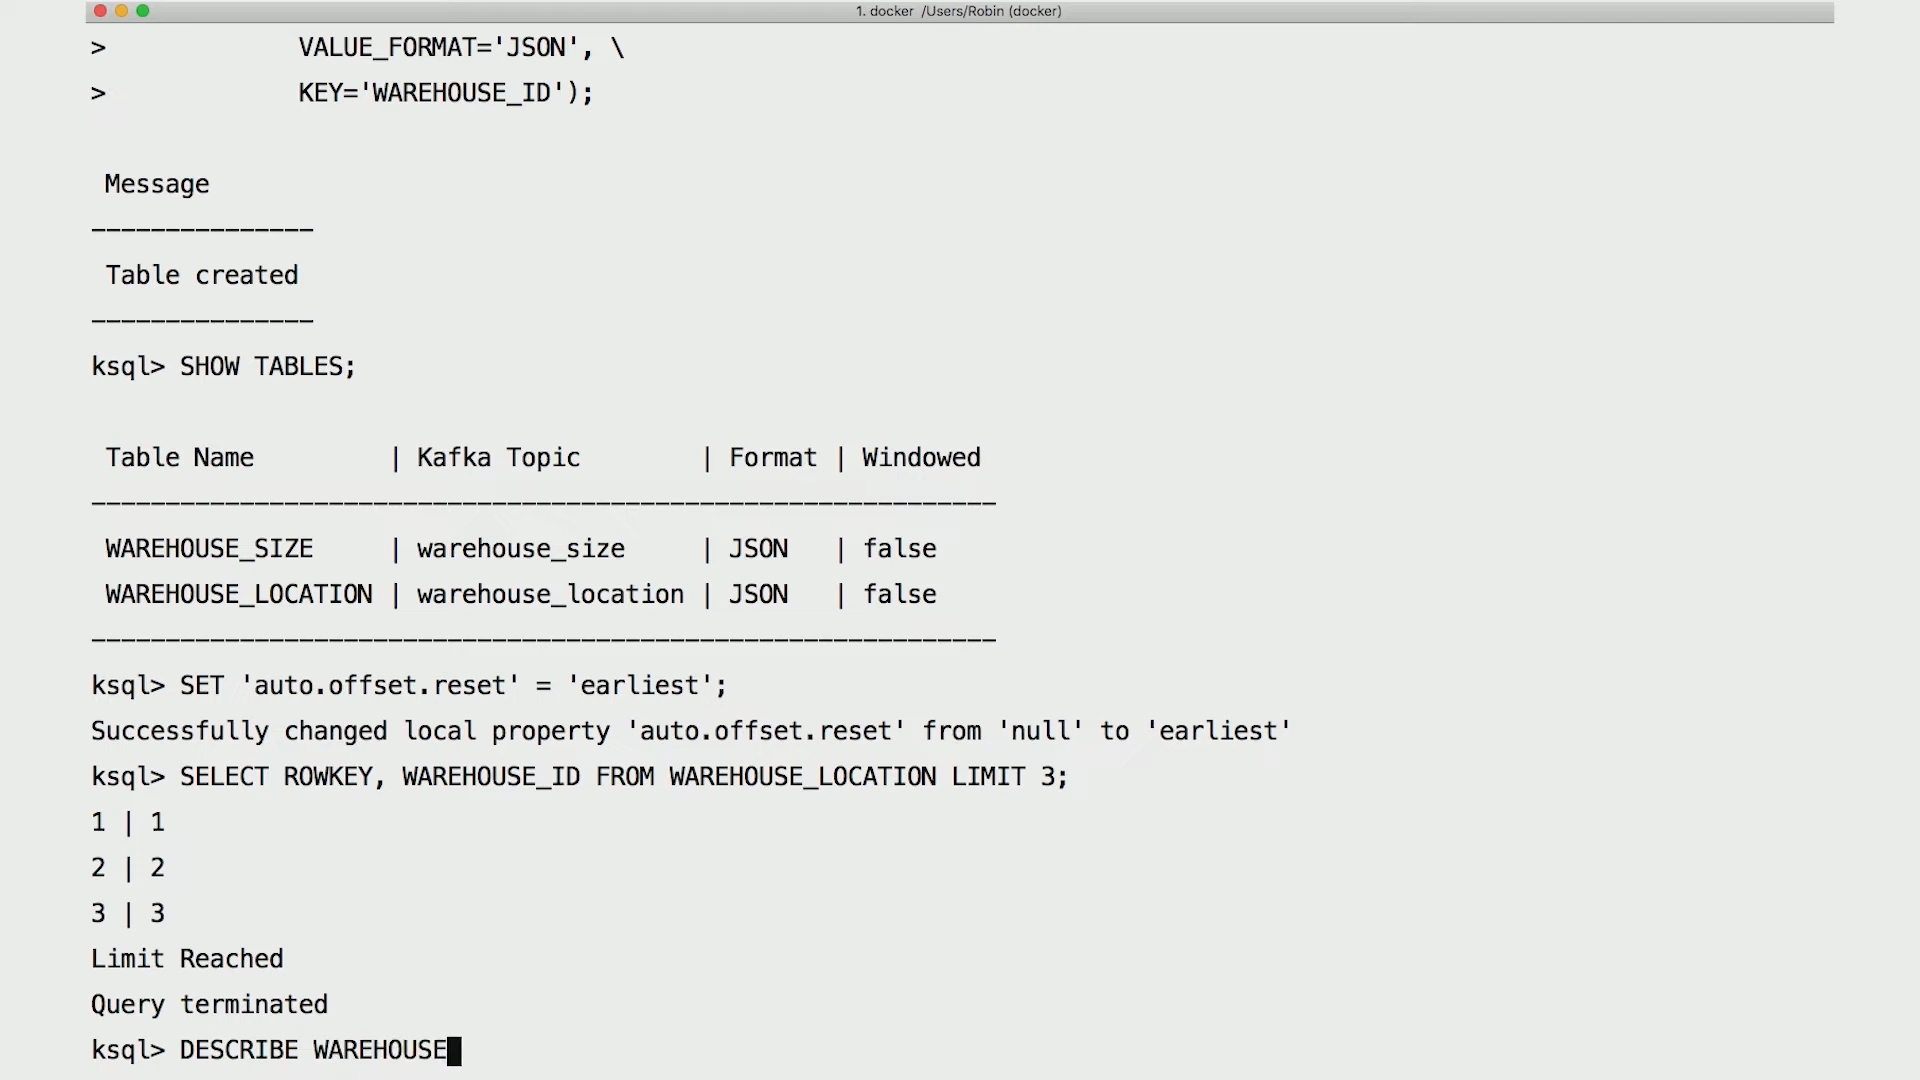 1. docker /Users/Robin (docker)
>             VALUE_FORMAT='JSON', \
>             KEY='WAREHOUSE_ID');
 Message
---------------
 Table created
---------------
ksql> SHOW TABLES;
 Table Name         | Kafka Topic        | Format | Windowed
-------------------------------------------------------------
 WAREHOUSE_SIZE     | warehouse_size     | JSON   | false
 WAREHOUSE_LOCATION | warehouse_location | JSON   | false
-------------------------------------------------------------
ksql> SET 'auto.offset.reset' = 'earliest';
Successfully changed local property 'auto.offset.reset' from 'null' to 'earliest'
ksql> SELECT ROWKEY, WAREHOUSE_ID FROM WAREHOUSE_LOCATION LIMIT 3;
1 | 1
2 | 2
3 | 3
Limit Reached
Query terminated
ksql> DESCRIBE WAREHOUSE